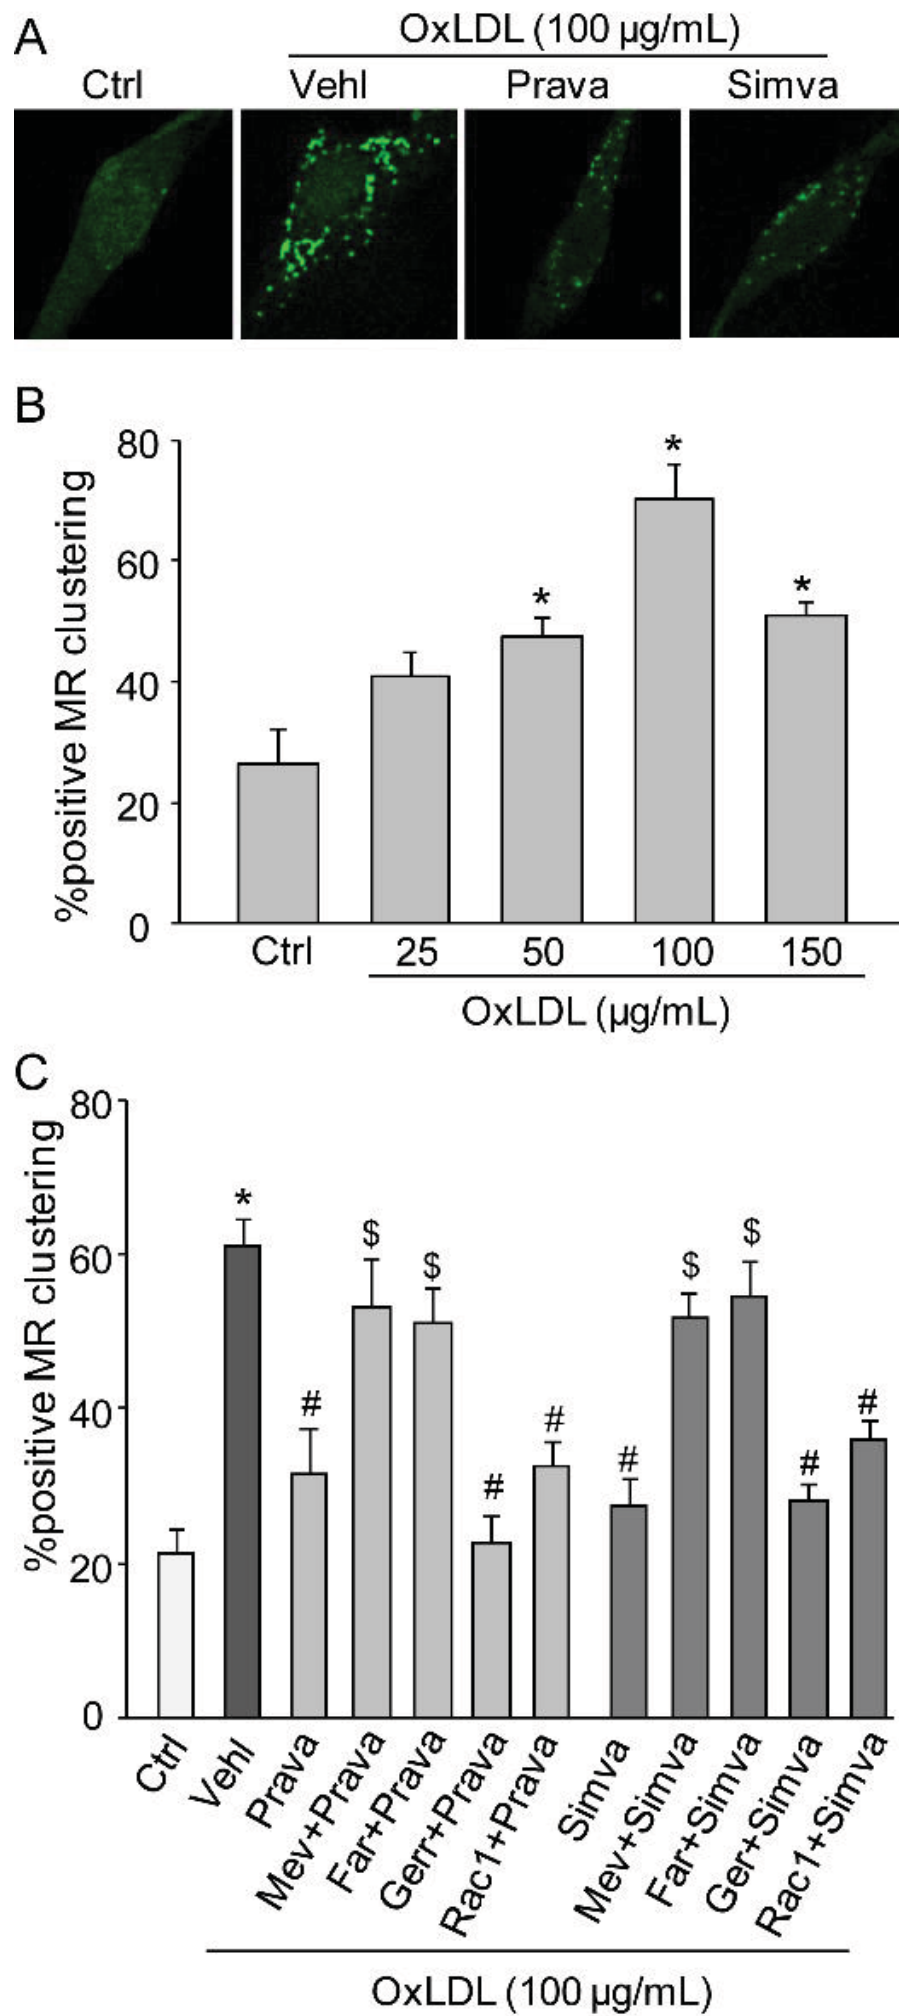 A
OxLDL (100 µg/mL)
Ctrl Vehl Prava Simva
B
%positive MR clustering
80
60
40
20
0
* * *
Ctrl 25 50 100 150
OxLDL (µg/mL)
C
%positive MR clustering
80
60
40
20
0
* # $ $ # # # $ $ # #
Ctrl
Vehl
Prava
Mev+Prava
Far+Prava
Gerr+Prava
Rac1+Prava
Simva
Mev+Simva
Far+Simva
Ger+Simva
Rac1+Simva
OxLDL (100 µg/mL)